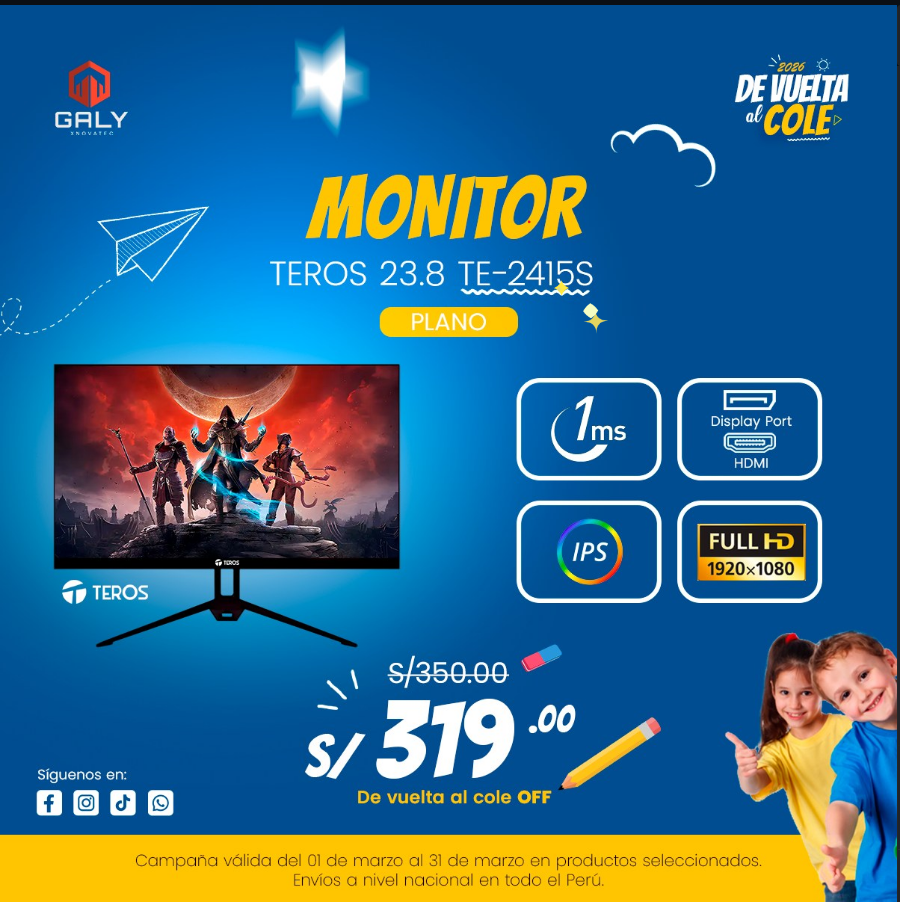 GALY
XNOVATEC
2026
DE VUELTA
al COLE
MONITOR
TEROS 23.8 TE-2415S
PLANO
1ms
Display Port
HDMI
IPS
FULL HD
1920x1080
TEROS
TEROS
S/350.00
S/ 319.00
De vuelta al cole OFF
Síguenos en:
Campaña válida del 01 de marzo al 31 de marzo en productos seleccionados.
Envíos a nivel nacional en todo el Perú.